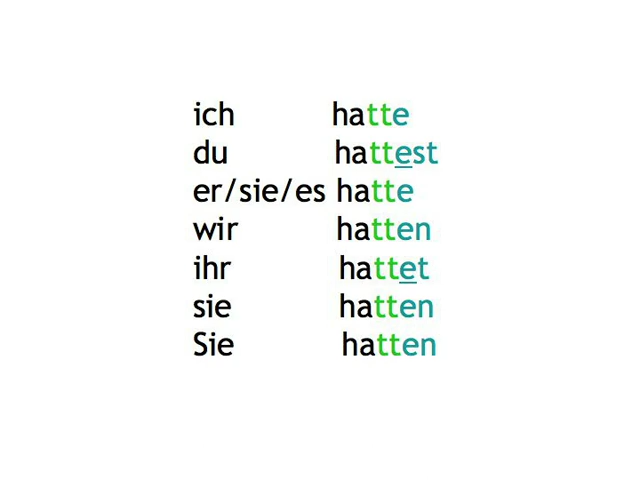 ich hatte
du hattest
er/sie/es hatte
wir hatten
ihr hattet
sie hatten
Sie hatten